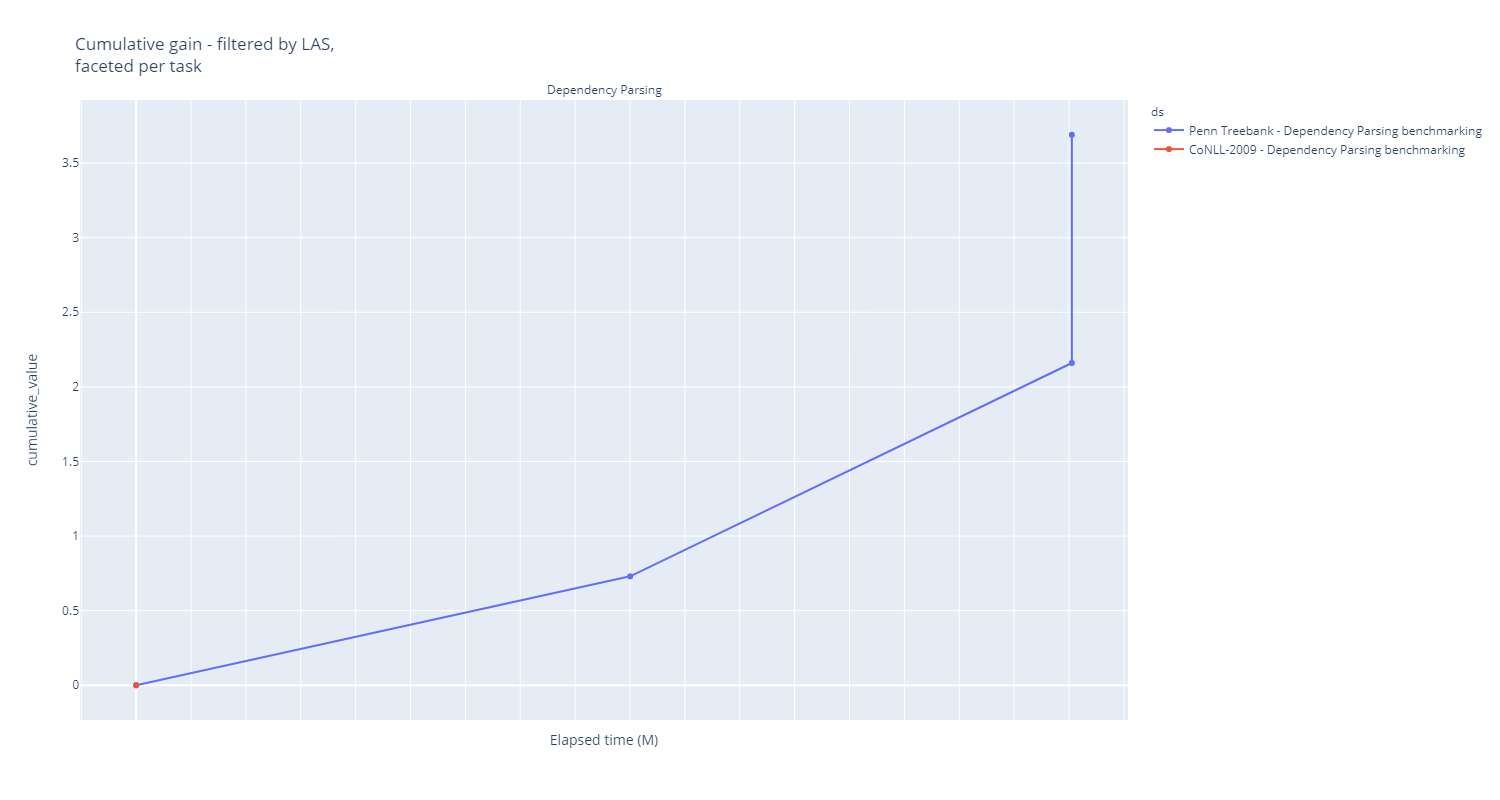 Cumulative gain - filtered by LAS,
faceted per task
Dependency Parsing
ds
Penn Treebank - Dependency Parsing benchmarking
CoNLL-2009 - Dependency Parsing benchmarking
3.5
3
2.5
2
1.5
1
0.5
0
cumulative_value
Elapsed time (M)